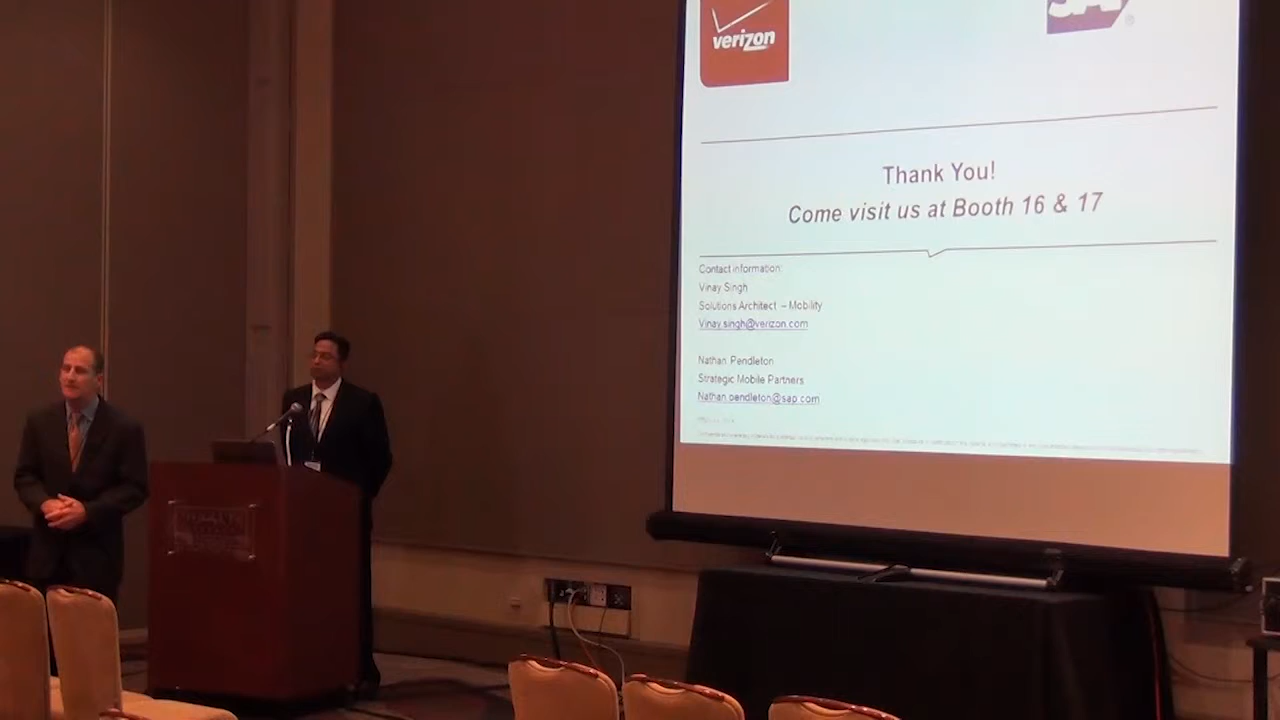 verizon
SAP
Thank You!
Come visit us at Booth 16 & 17
Contact information:
Vinay Singh
Solutions Architect – Mobility
Vinay.singh@verizon.com
Nathan Pendleton
Strategic Mobile Partners
Nathan.pendleton@sap.com